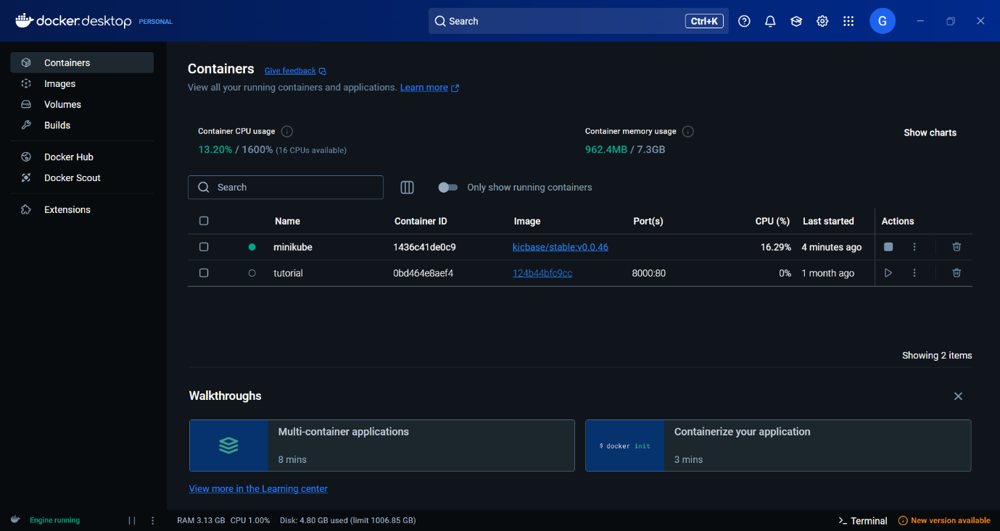 docker.desktop PERSONAL
Search Ctrl+K
G
Containers
Images
Volumes
Builds
Docker Hub
Docker Scout
Extensions
Containers Give feedback
View all your running containers and applications. Learn more
Container CPU usage
13.20% / 1600% (16 CPUs available)
Container memory usage
962.4MB / 7.3GB
Show charts
Search
Only show running containers
Name Container ID Image Port(s) CPU (%) Last started Actions
minikube 1436c41de0c9 kicbase/stable:v0.0.46 16.29% 4 minutes ago
tutorial 0bd464e8aef4 124b44bfc9cc 8000:80 0% 1 month ago
Showing 2 items
Walkthroughs
Multi-container applications
8 mins
$ docker init
Containerize your application
3 mins
View more in the Learning center
Engine running
RAM 3.13 GB CPU 1.00% Disk: 4.80 GB used (limit 1006.85 GB)
Terminal
New version available